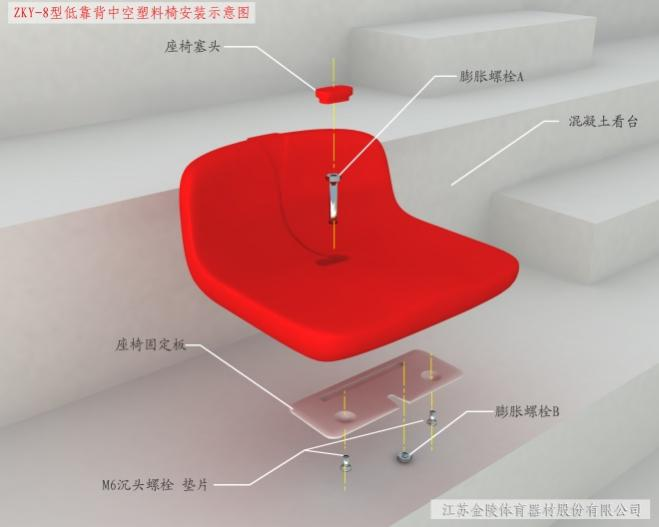 ZKY-8型低靠背中空塑料椅安装示意图
座椅塞头
膨胀螺栓A
混凝土看台
座椅固定板
膨胀螺栓B
M6沉头螺栓 垫片
江苏金陵体育器材股份有限公司